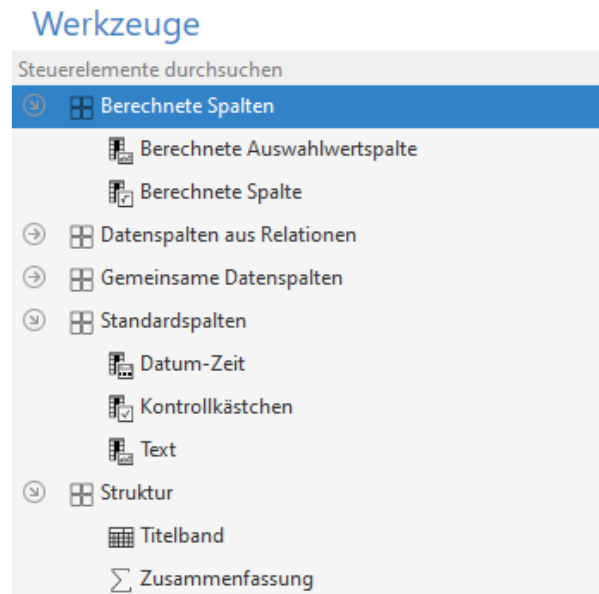 Werkzeuge
Steuerelemente durchsuchen
Berechnete Spalten
Berechnete Auswahlwertspalte
Berechnete Spalte
Datenspalten aus Relationen
Gemeinsame Datenspalten
Standardspalten
Datum-Zeit
Kontrollkästchen
Text
Struktur
Titelband
Zusammenfassung